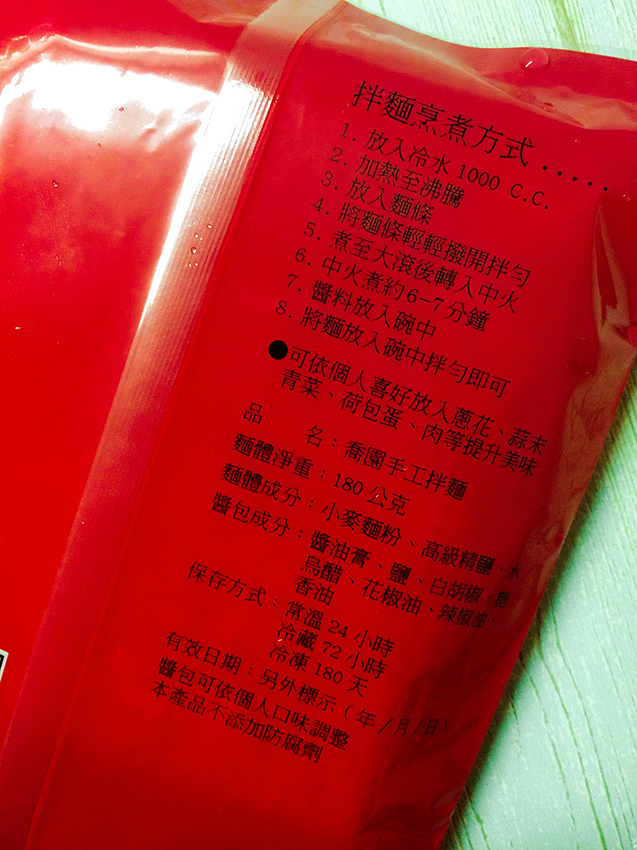 拌麵烹煮方式.....
1. 放入冷水 1000 C.C.
2. 加熱至沸騰
3. 放入麵條
4. 將麵條輕輕撥開拌勻
5. 煮至大滾後轉入中火
6. 中火煮約6-7分鐘
7. 醬料放入碗中
8. 將麵放入碗中拌勻即可
●可依個人喜好放入蔥花、蒜末
青菜、荷包蛋、肉等提升美味
品 名：喬園手工拌麵
麵體淨重：180 公克
麵體成分：小麥麵粉、高級精鹽、水
醬包成分：醬油膏、鹽、白胡椒、醋
烏醋、花椒油、辣椒油、
香油
保存方式：常溫 24 小時
冷藏 72 小時
冷凍 180 天
有效日期：另外標示（年/月/日）
醬包可依個人口味調整
本產品不添加防腐劑